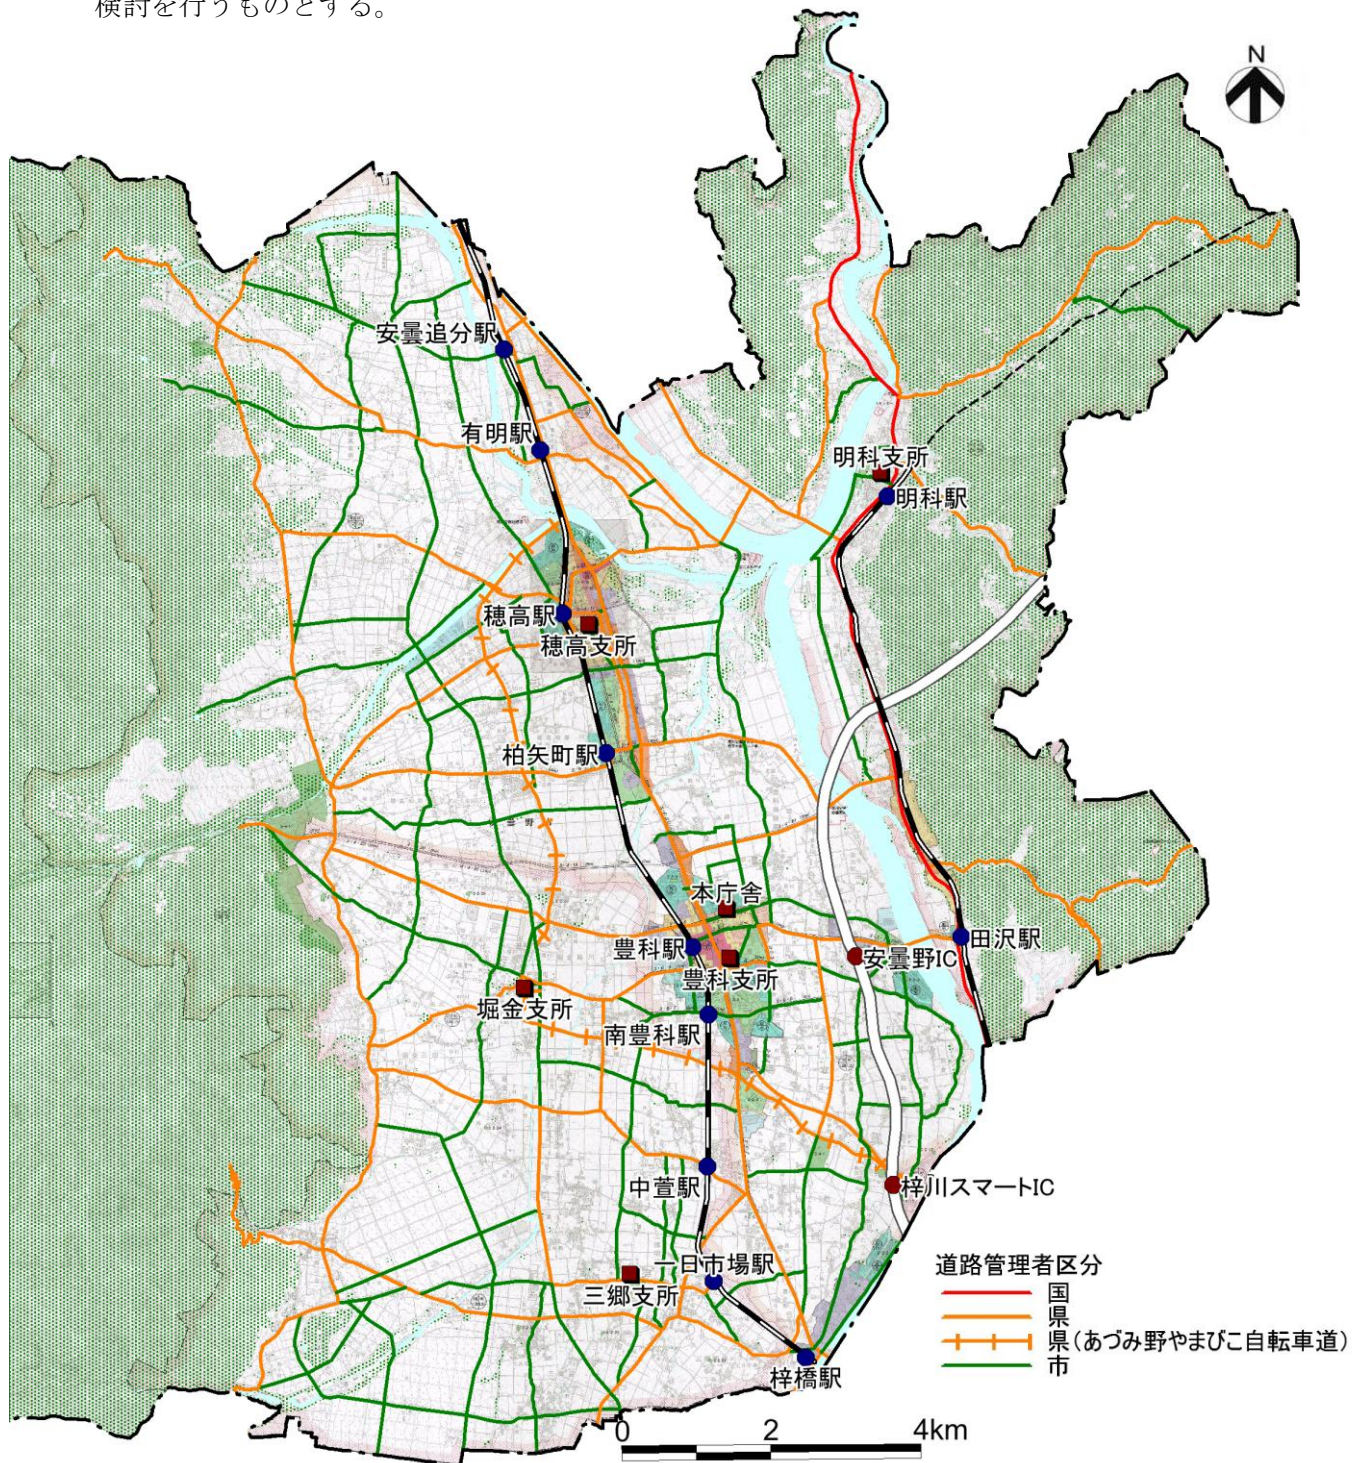 検討を行うものとする。
N
安曇追分駅
有明駅
明科支所
明科駅
穂高駅
穂高支所
柏矢町駅
本庁舎
豊科駅
田沢駅
安曇野IC
豊科支所
堀金支所
南豊科駅
中萱駅
梓川スマートIC
一日市場駅
三郷支所
梓橋駅
道路管理者区分
国
県
県(あづみ野やまびこ自転車道)
市
0 2 4km